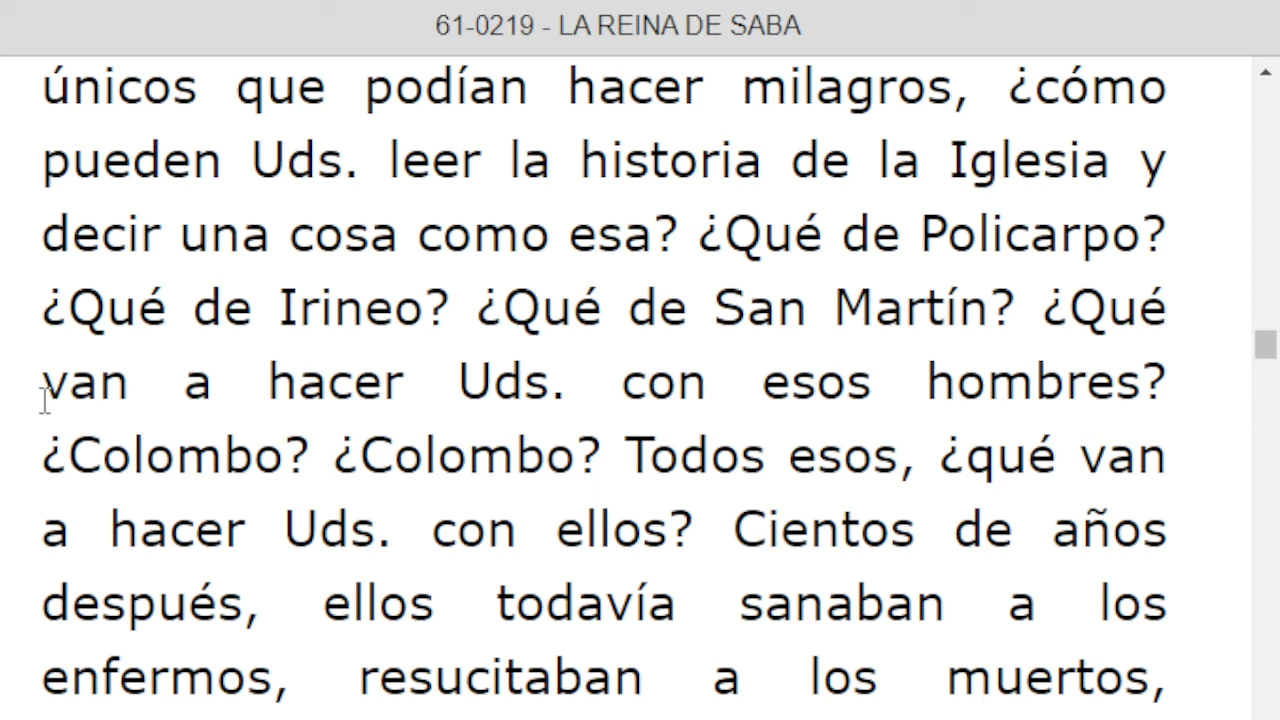 61-0219 - LA REINA DE SABA
únicos que podían hacer milagros, ¿cómo
pueden Uds. leer la historia de la Iglesia y
decir una cosa como esa? ¿Qué de Policarpo?
¿Qué de Irineo? ¿Qué de San Martín? ¿Qué
van a hacer Uds. con esos hombres?
¿Colombo? ¿Colombo? Todos esos, ¿qué van
a hacer Uds. con ellos? Cientos de años
después, ellos todavía sanaban a los
enfermos, resucitaban a los muertos,